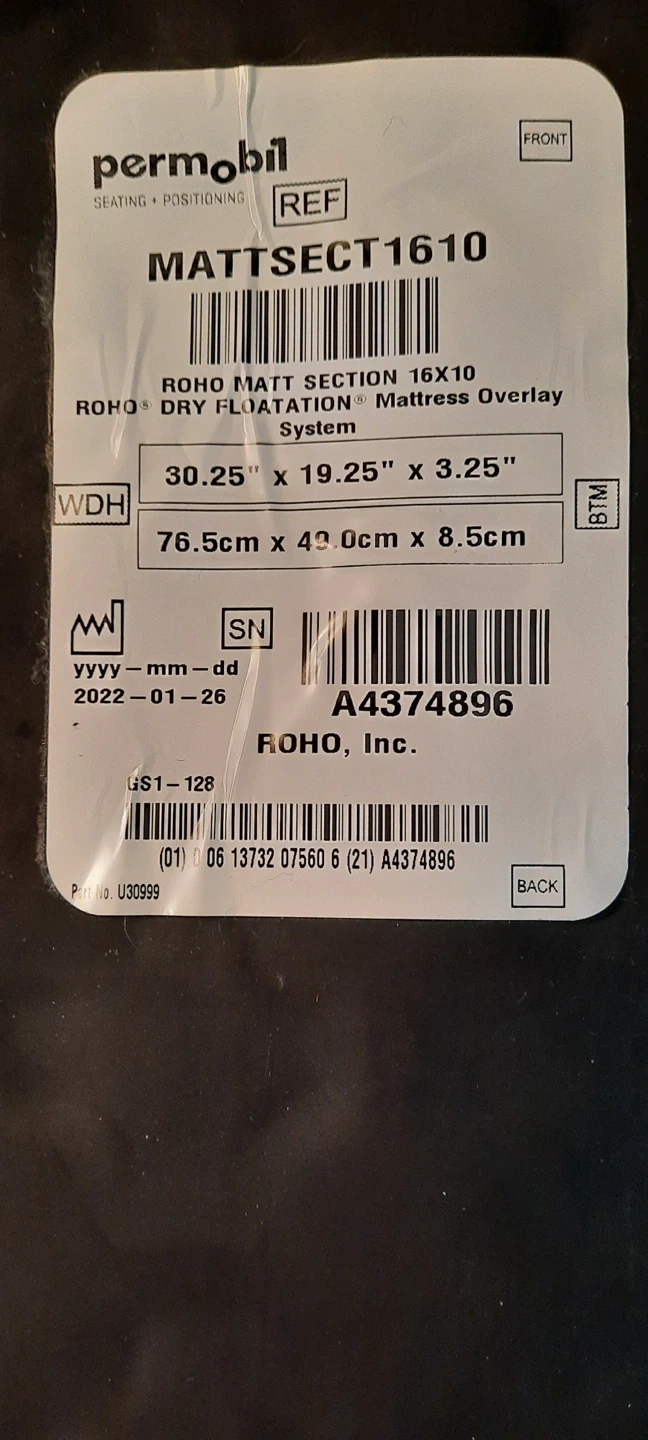 permobil
FRONT
SEATING + POSITIONING
REF
MATTSECT1610
ROHO MATT SECTION 16X10
ROHO® DRY FLOATATION® Mattress Overlay
System
30.25" x 19.25" x 3.25"
WDH
BTM
76.5cm x 49.0cm x 8.5cm
SN
yyyy-mm-dd
2022-01-26
A4374896
ROHO, Inc.
GS1-128
(01) 0 06 13732 07560 6 (21) A4374896
Part No. U30999
BACK